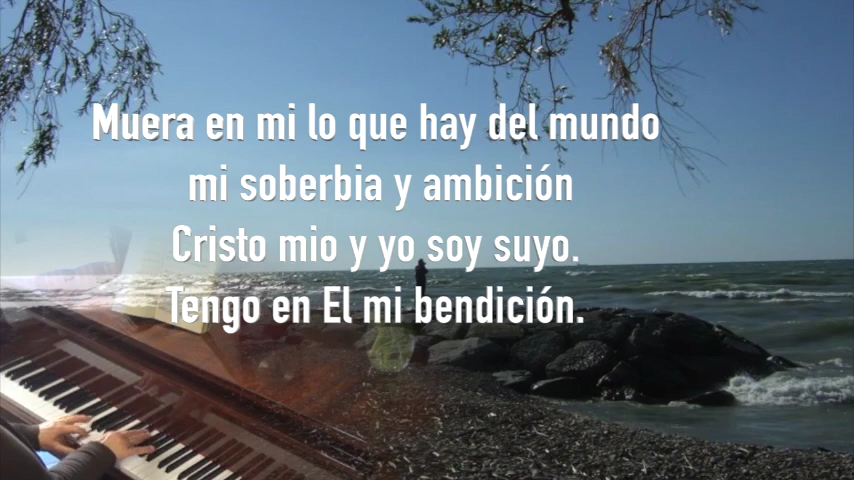 Muera en mi lo que hay del mundo
mi soberbia y ambición
Cristo mio y yo soy suyo.
Tengo en El mi bendición.